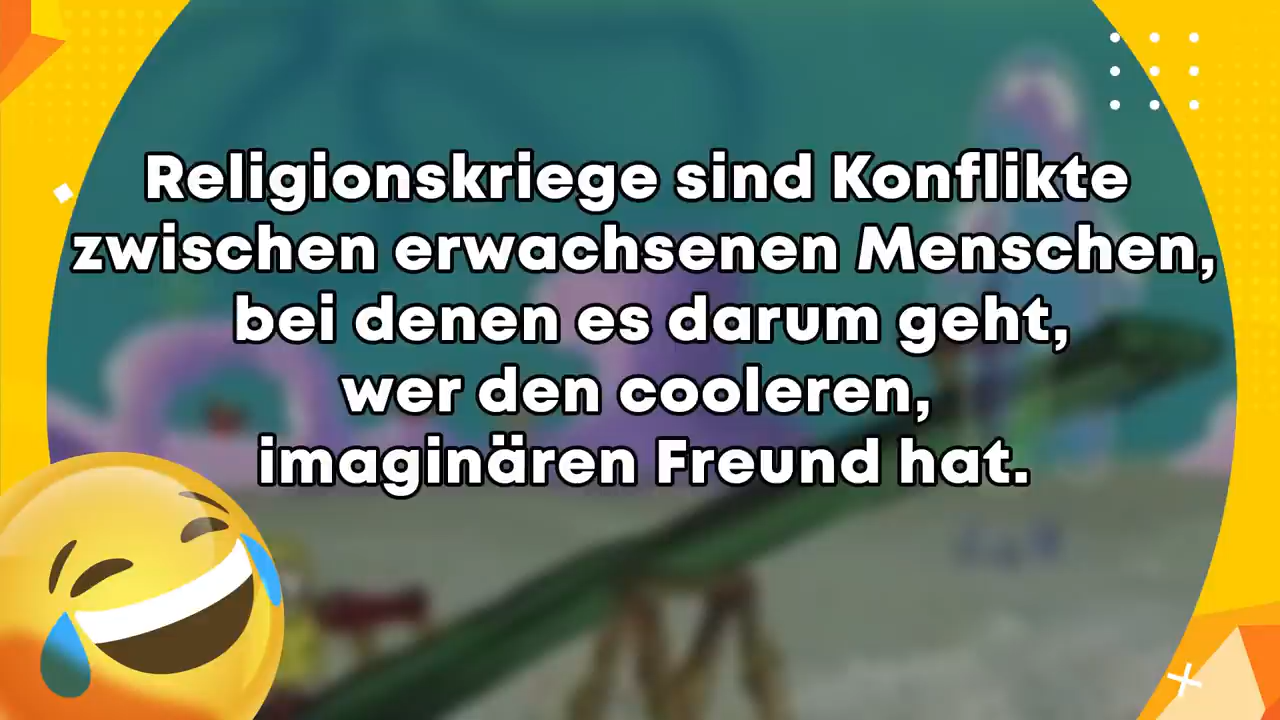 Religionskriege sind Konflikte
zwischen erwachsenen Menschen,
bei denen es darum geht,
wer den cooleren,
imaginären Freund hat.